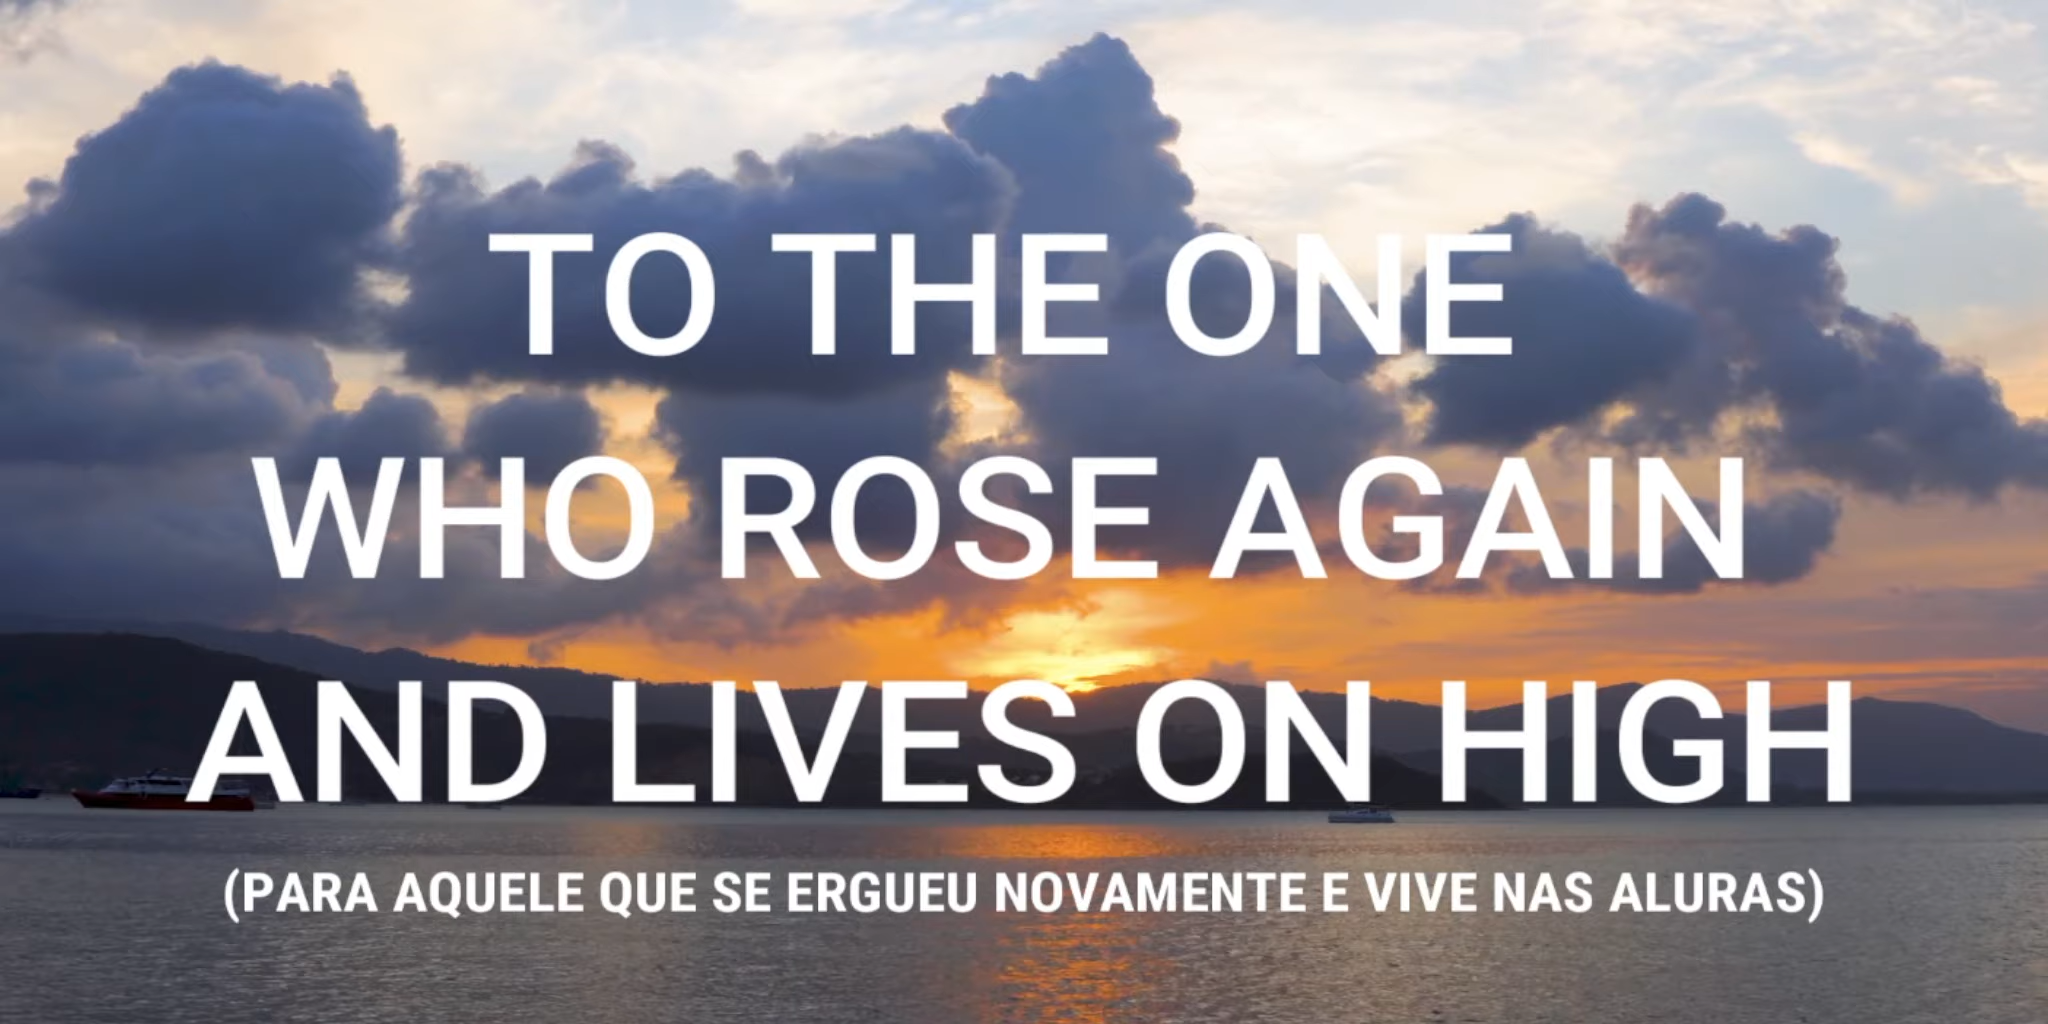 TO THE ONE
WHO ROSE AGAIN
AND LIVES ON HIGH
(PARA AQUELE QUE SE ERGUEU NOVAMENTE E VIVE NAS ALURAS)